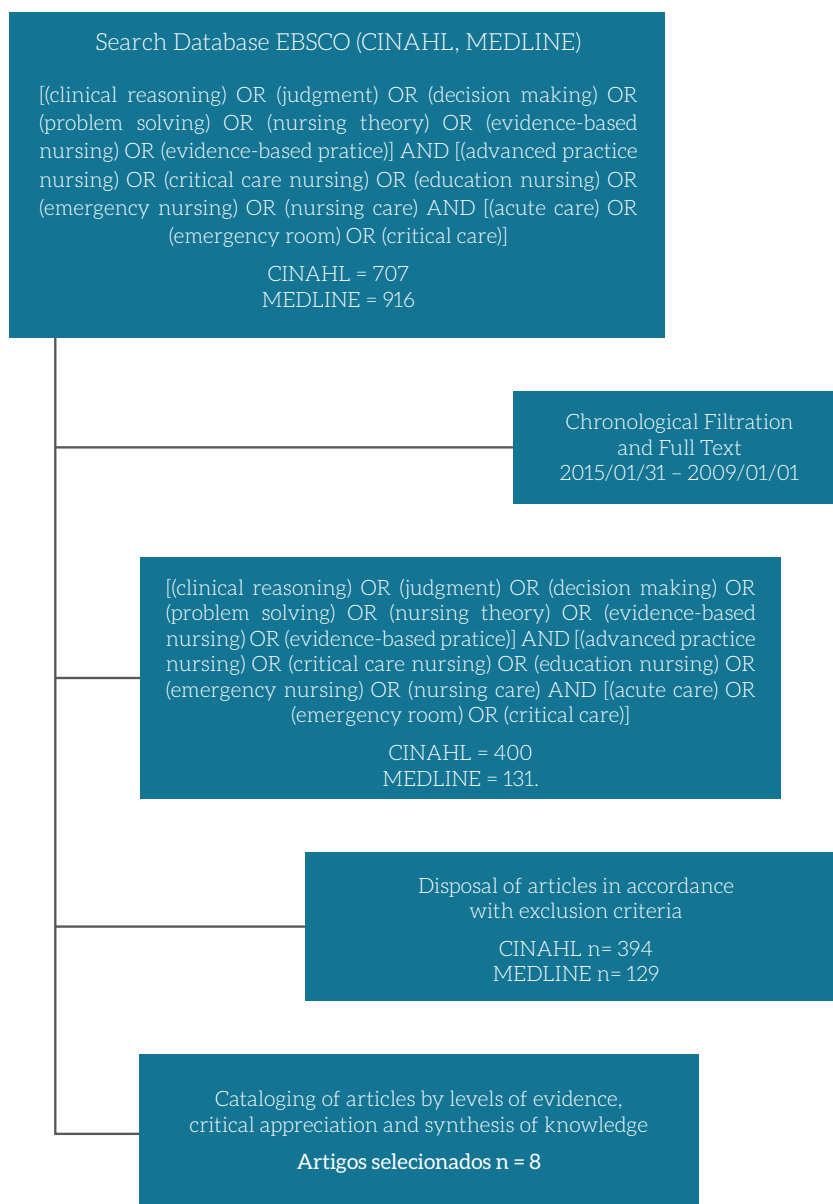 Search Database EBSCO (CINAHL, MEDLINE)
[(clinical reasoning) OR (judgment) OR (decision making) OR
(problem solving) OR (nursing theory) OR (evidence-based
nursing) OR (evidence-based pratice)] AND [(advanced practice
nursing) OR (critical care nursing) OR (education nursing) OR
(emergency nursing) OR (nursing care) AND [(acute care) OR
(emergency room) OR (critical care)]
CINAHL = 707
MEDLINE = 916
Chronological Filtration
and Full Text
2015/01/31 – 2009/01/01
[(clinical reasoning) OR (judgment) OR (decision making) OR
(problem solving) OR (nursing theory) OR (evidence-based
nursing) OR (evidence-based pratice)] AND [(advanced practice
nursing) OR (critical care nursing) OR (education nursing) OR
(emergency nursing) OR (nursing care) AND [(acute care) OR
(emergency room) OR (critical care)]
CINAHL = 400
MEDLINE = 131.
Disposal of articles in accordance
with exclusion criteria
CINAHL n= 394
MEDLINE n= 129
Cataloging of articles by levels of evidence,
critical appreciation and synthesis of knowledge
Artigos selecionados n = 8